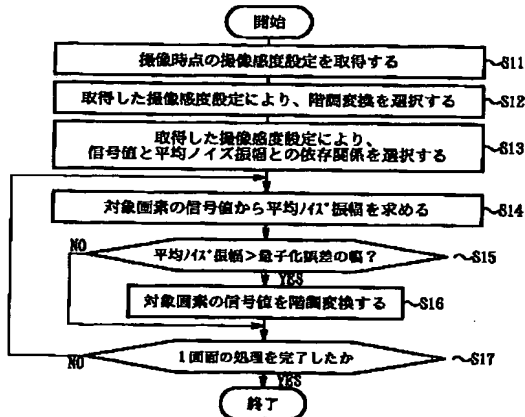 開始
撮像時点の撮像感度設定を取得する
～S11
取得した撮像感度設定により、階調変換を選択する
～S12
取得した撮像感度設定により、
信号値と平均ノイズ振幅との依存関係を選択する
～S13
対象画素の信号値から平均ノイズ振幅を求める
～S14
NO
平均ノイズ振幅＞量子化誤差の幅？
～S15
YES
対象画素の信号値を階調変換する
～S16
NO
1画面の処理を完了したか
～S17
YES
終了